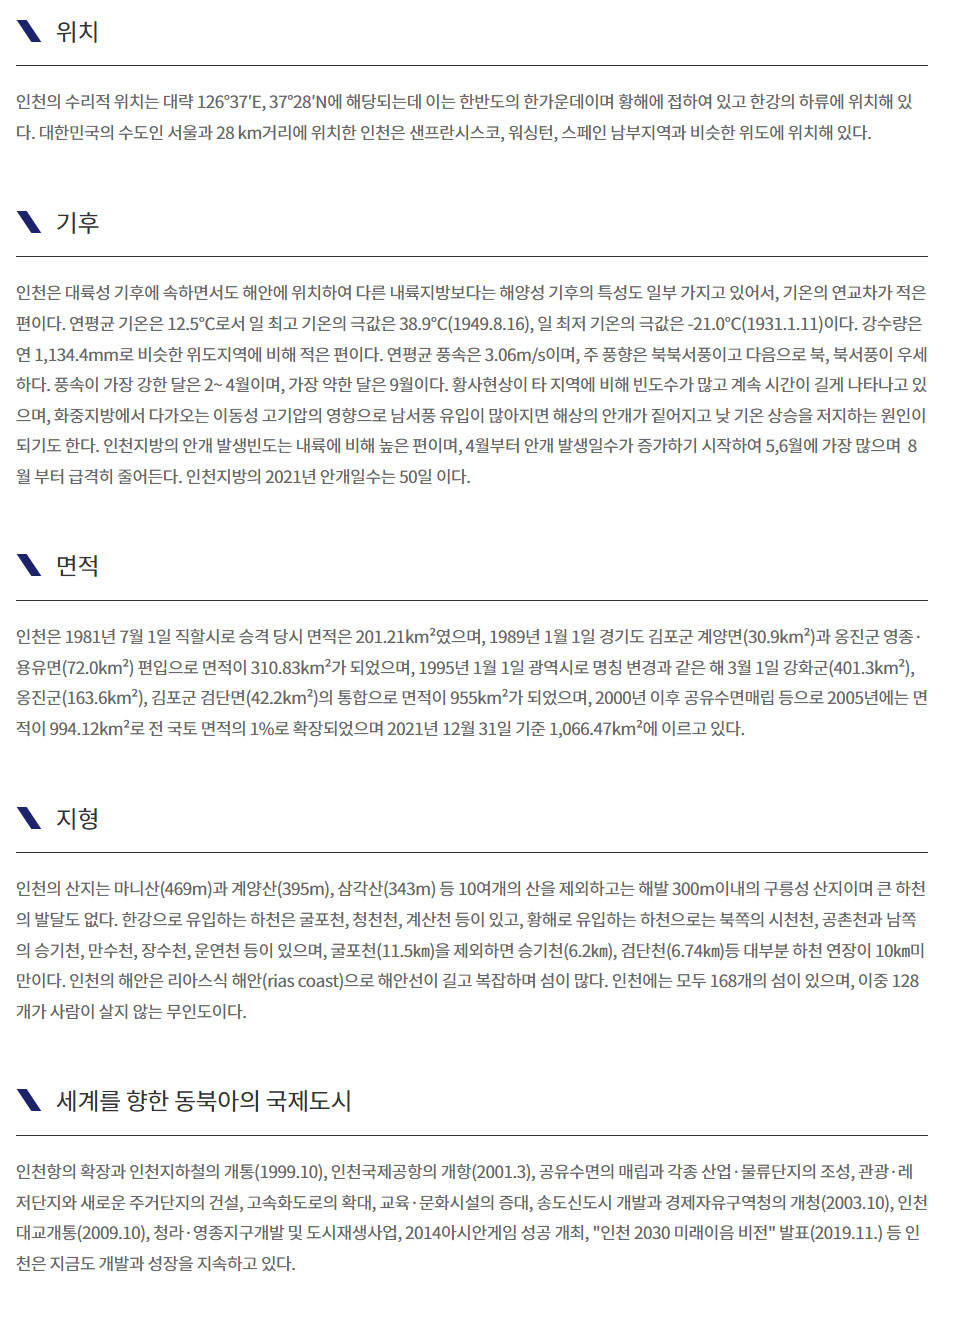 위치
인천의 수리적 위치는 대략 126°37′E, 37°28′N에 해당되는데 이는 한반도의 한가운데이며 황해에 접하여 있고 한강의 하류에 위치해 있
다. 대한민국의 수도인 서울과 28 km거리에 위치한 인천은 샌프란시스코, 워싱턴, 스페인 남부지역과 비슷한 위도에 위치해 있다.
기후
인천은 대륙성 기후에 속하면서도 해안에 위치하여 다른 내륙지방보다는 해양성 기후의 특성도 일부 가지고 있어서, 기온의 연교차가 적은
편이다. 연평균 기온은 12.5℃로서 일 최고 기온의 극값은 38.9℃(1949.8.16), 일 최저 기온의 극값은 -21.0℃(1931.1.11)이다. 강수량은
연 1,134.4mm로 비슷한 위도지역에 비해 적은 편이다. 연평균 풍속은 3.06m/s이며, 주 풍향은 북북서풍이고 다음으로 북, 북서풍이 우세
하다. 풍속이 가장 강한 달은 2~ 4월이며, 가장 약한 달은 9월이다. 황사현상이 타 지역에 비해 빈도수가 많고 계속 시간이 길게 나타나고 있
으며, 화중지방에서 다가오는 이동성 고기압의 영향으로 남서풍 유입이 많아지면 해상의 안개가 짙어지고 낮 기온 상승을 저지하는 원인이
되기도 한다. 인천지방의 안개 발생빈도는 내륙에 비해 높은 편이며, 4월부터 안개 발생일수가 증가하기 시작하여 5,6월에 가장 많으며  8
월 부터 급격히 줄어든다. 인천지방의 2021년 안개일수는 50일 이다.
면적
인천은 1981년 7월 1일 직할시로 승격 당시 면적은 201.21km²였으며, 1989년 1월 1일 경기도 김포군 계양면(30.9km²)과 옹진군 영종·
용유면(72.0km²) 편입으로 면적이 310.83km²가 되었으며, 1995년 1월 1일 광역시로 명칭 변경과 같은 해 3월 1일 강화군(401.3km²),
옹진군(163.6km²), 김포군 검단면(42.2km²)의 통합으로 면적이 955km²가 되었으며, 2000년 이후 공유수면매립 등으로 2005년에는 면
적이 994.12km²로 전 국토 면적의 1%로 확장되었으며 2021년 12월 31일 기준 1,066.47km²에 이르고 있다.
지형
인천의 산지는 마니산(469m)과 계양산(395m), 삼각산(343m) 등 10여개의 산을 제외하고는 해발 300m이내의 구릉성 산지이며 큰 하천
의 발달도 없다. 한강으로 유입하는 하천은 굴포천, 청천천, 계산천 등이 있고, 황해로 유입하는 하천으로는 북쪽의 시천천, 공촌천과 남쪽
의 승기천, 만수천, 장수천, 운연천 등이 있으며, 굴포천(11.5㎞)을 제외하면 승기천(6.2㎞), 검단천(6.74㎞)등 대부분 하천 연장이 10㎞미
만이다. 인천의 해안은 리아스식 해안(rias coast)으로 해안선이 길고 복잡하며 섬이 많다. 인천에는 모두 168개의 섬이 있으며, 이중 128
개가 사람이 살지 않는 무인도이다.
세계를 향한 동북아의 국제도시
인천항의 확장과 인천지하철의 개통(1999.10), 인천국제공항의 개항(2001.3), 공유수면의 매립과 각종 산업·물류단지의 조성, 관광·레
저단지와 새로운 주거단지의 건설, 고속화도로의 확대, 교육·문화시설의 증대, 송도신도시 개발과 경제자유구역청의 개청(2003.10), 인천
대교개통(2009.10), 청라·영종지구개발 및 도시재생사업, 2014아시안게임 성공 개최, "인천 2030 미래이음 비전" 발표(2019.11.) 등 인
천은 지금도 개발과 성장을 지속하고 있다.